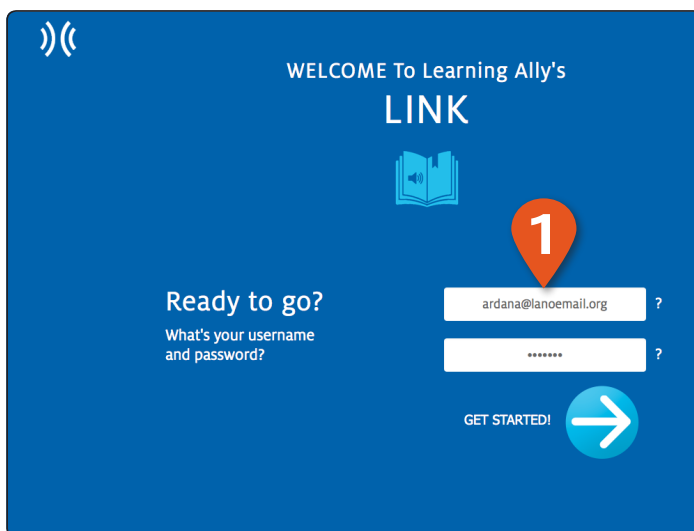 WELCOME To Learning Ally's
LINK
1
Ready to go?
ardana@lanoemail.org ?
What's your username
and password?
••••••• ?
GET STARTED!